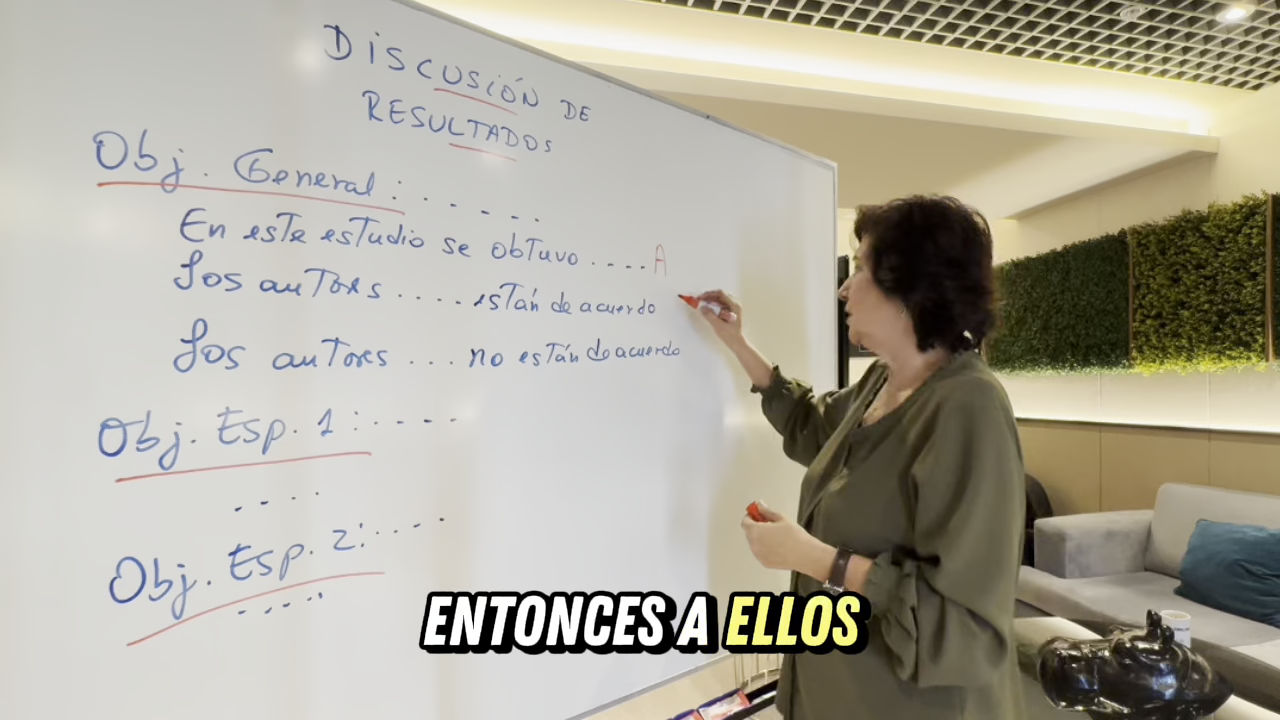 DISCUSIÓN DE
RESULTADOS
Obj. General: . . . . . .
En este estudio se obtuvo . . . . A
Los autores . . . . están de acuerdo
Los autores . . . no están de acuerdo
Obj. Esp. 1: . . . .
. . . .
Obj. Esp. 2: . . . .
. . . . .
ENTONCES A ELLOS